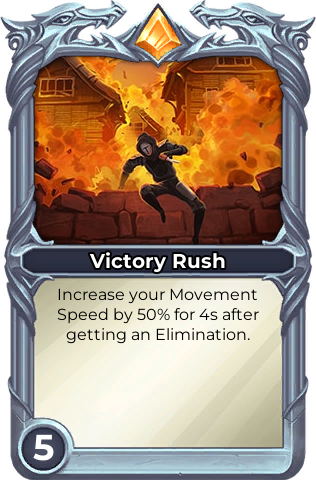 Victory Rush
Increase your Movement
Speed by 50% for 4s after
getting an Elimination.
5